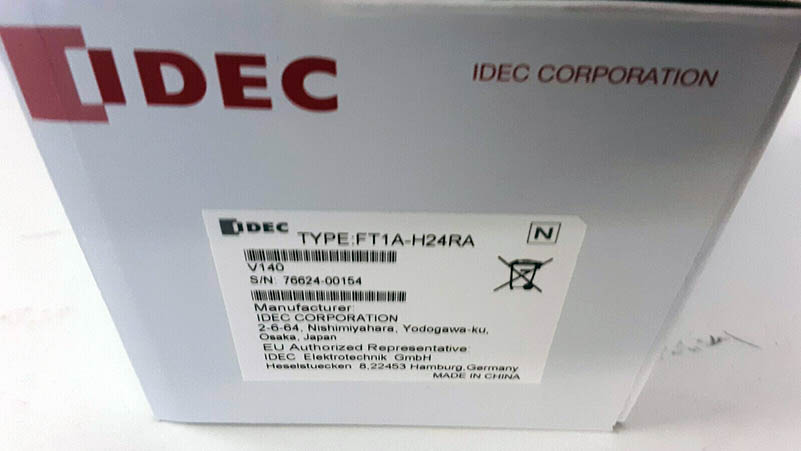 IDEC
IDEC CORPORATION
IDEC
TYPE:FT1A-H24RA
N
V140
S/N: 76624-00154
Manufacturer:
IDEC CORPORATION
2-6-64, Nishimiyahara, Yodogawa-ku,
Osaka, Japan
EU Authorized Representative:
IDEC Elektrotechnik GmbH
Heselstuecken 8,22453 Hamburg,Germany
MADE IN CHINA